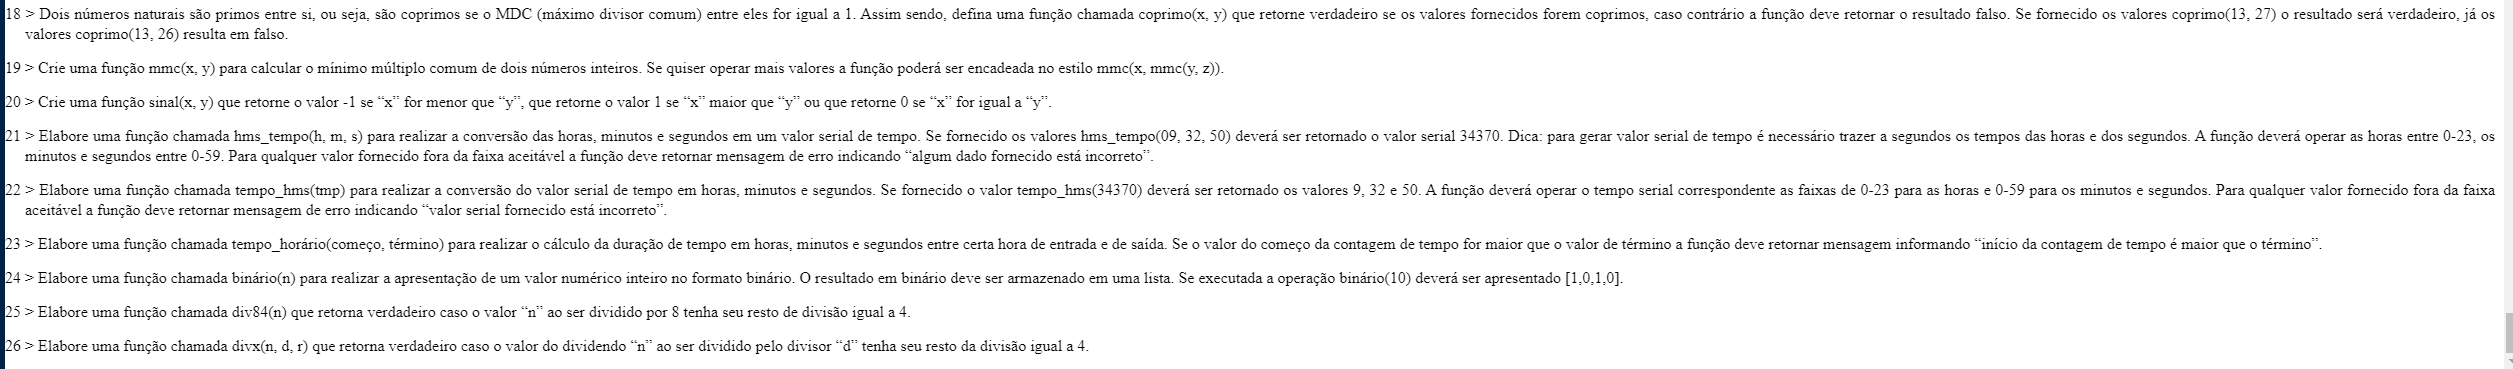 18 > Dois números naturais são primos entre si, ou seja, são coprimos se o MDC (máximo divisor comum) entre eles for igual a 1. Assim sendo, defina uma função chamada coprimo(x, y) que retorne verdadeiro se os valores fornecidos forem coprimos, caso contrário a função deve retornar o resultado falso. Se fornecido os valores coprimo(13, 27) o resultado será verdadeiro, já os
valores coprimo(13, 26) resulta em falso.
19 > Crie uma função mmc(x, y) para calcular o mínimo múltiplo comum de dois números inteiros. Se quiser operar mais valores a função poderá ser encadeada no estilo mmc(x, mmc(y, z)).
20 > Crie uma função sinal(x, y) que retorne o valor -1 se “x” for menor que “y”, que retorne o valor 1 se “x” maior que “y” ou que retorne 0 se “x” for igual a “y”.
21 > Elabore uma função chamada hms_tempo(h, m, s) para realizar a conversão das horas, minutos e segundos em um valor serial de tempo. Se fornecido os valores hms_tempo(09, 32, 50) deverá ser retornado o valor serial 34370. Dica: para gerar valor serial de tempo é necessário trazer a segundos os tempos das horas e dos segundos. A função deverá operar as horas entre 0-23, os
minutos e segundos entre 0-59. Para qualquer valor fornecido fora da faixa aceitável a função deve retornar mensagem de erro indicando “algum dado fornecido está incorreto”.
22 > Elabore uma função chamada tempo_hms(tmp) para realizar a conversão do valor serial de tempo em horas, minutos e segundos. Se fornecido o valor tempo_hms(34370) deverá ser retornado os valores 9, 32 e 50. A função deverá operar o tempo serial correspondente as faixas de 0-23 para as horas e 0-59 para os minutos e segundos. Para qualquer valor fornecido fora da faixa
aceitável a função deve retornar mensagem de erro indicando “valor serial fornecido está incorreto”.
23 > Elabore uma função chamada tempo_horário(começo, término) para realizar o cálculo da duração de tempo em horas, minutos e segundos entre certa hora de entrada e de saída. Se o valor do começo da contagem de tempo for maior que o valor de término a função deve retornar mensagem informando “início da contagem de tempo é maior que o término”.
24 > Elabore uma função chamada binário(n) para realizar a apresentação de um valor numérico inteiro no formato binário. O resultado em binário deve ser armazenado em uma lista. Se executada a operação binário(10) deverá ser apresentado [1,0,1,0].
25 > Elabore uma função chamada div84(n) que retorna verdadeiro caso o valor “n” ao ser dividido por 8 tenha seu resto de divisão igual a 4.
26 > Elabore uma função chamada divx(n, d, r) que retorna verdadeiro caso o valor do dividendo “n” ao ser dividido pelo divisor “d” tenha seu resto da divisão igual a 4.